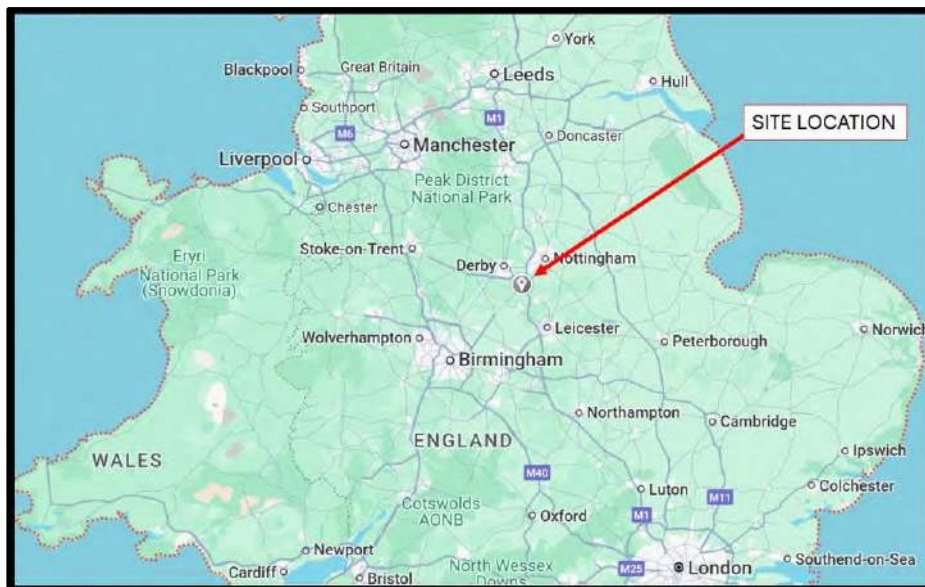 York
Blackpool
Great Britain
Leeds
Hull
Southport
M1
SITE LOCATION
M6
Doncaster
Manchester
Liverpool
Peak District
National Park
Chester
Stoke-on-Trent
Eryri
National Park
(Snowdonia)
Derby
Nottingham
Leicester
Norwich
Wolverhampton
Peterborough
Birmingham
Northampton
Cambridge
ENGLAND
WALES
Ipswich
M40
Luton
M11
Colchester
Cotswolds
AONB
Oxford
M1
Newport
North Wessex
Downs
M25
London
Southend-on-Sea
Cardiff
Bristol